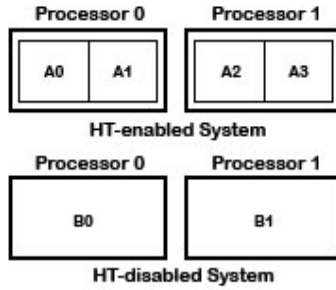 Processor 0 Processor 1
A0 A1 A2 A3
HT-enabled System
Processor 0 Processor 1
B0 B1
HT-disabled System